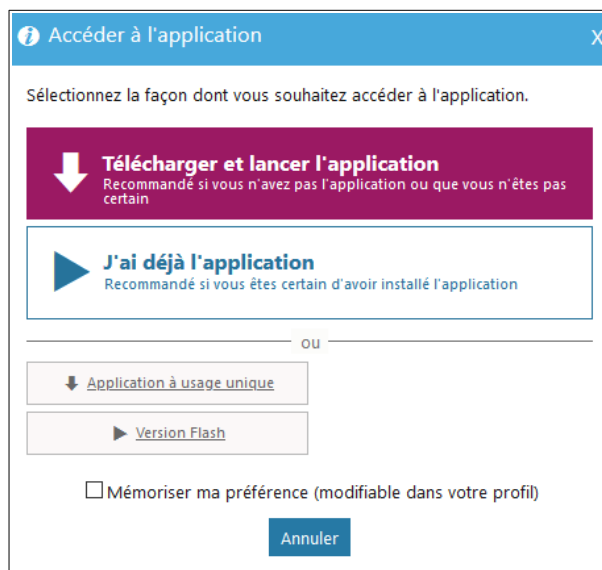 Accéder à l'application X
Sélectionnez la façon dont vous souhaitez accéder à l'application.
Télécharger et lancer l'application
Recommandé si vous n'avez pas l'application ou que vous n'êtes pas
certain
J'ai déjà l'application
Recommandé si vous êtes certain d'avoir installé l'application
ou
Application à usage unique
Version Flash
Mémoriser ma préférence (modifiable dans votre profil)
Annuler